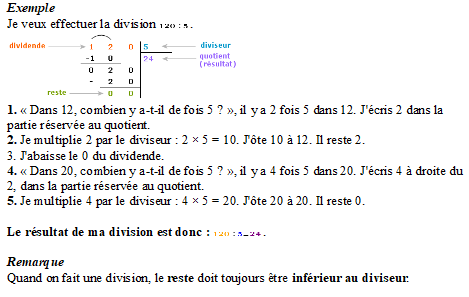 Exemple
Je veux effectuer la division 120 : 5 .
dividende 1 2 0 5 diviseur
-1 0 24 quotient
(résultat)
0 2 0
- 2 0
reste 0 0
1. « Dans 12, combien y a-t-il de fois 5 ? », il y a 2 fois 5 dans 12. J'écris 2 dans la
partie réservée au quotient.
2. Je multiplie 2 par le diviseur : 2 × 5 = 10. J'ôte 10 à 12. Il reste 2.
3. J'abaisse le 0 du dividende.
4. « Dans 20, combien y a-t-il de fois 5 ? », il y a 4 fois 5 dans 20. J'écris 4 à droite du
2, dans la partie réservée au quotient.
5. Je multiplie 4 par le diviseur : 4 × 5 = 20. J'ôte 20 à 20. Il reste 0.
Le résultat de ma division est donc : 120 : 5=24 .
Remarque
Quand on fait une division, le reste doit toujours être inférieur au diviseur.